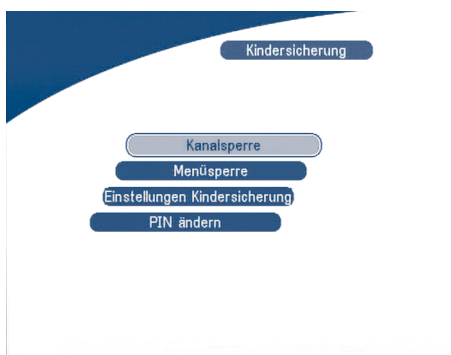 Kindersicherung
Kanalsperre
Menüsperre
Einstellungen Kindersicherung
PIN ändern